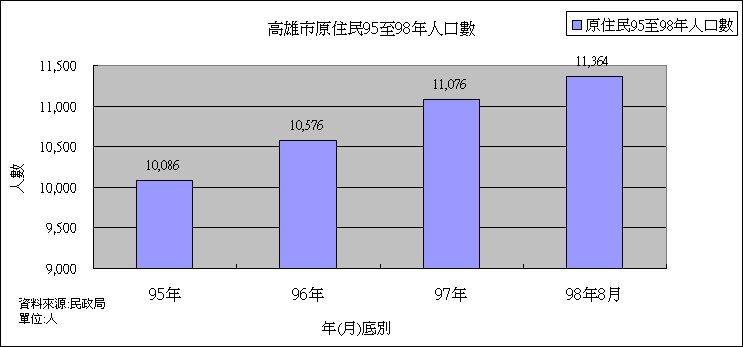 高雄市原住民95至98年人口數
原住民95至98年人口數
人數
11,500
11,000
10,500
10,000
9,500
9,000
10,086
10,576
11,076
11,364
95年
96年
97年
98年8月
年(月)底別
資料來源:民政局
單位:人